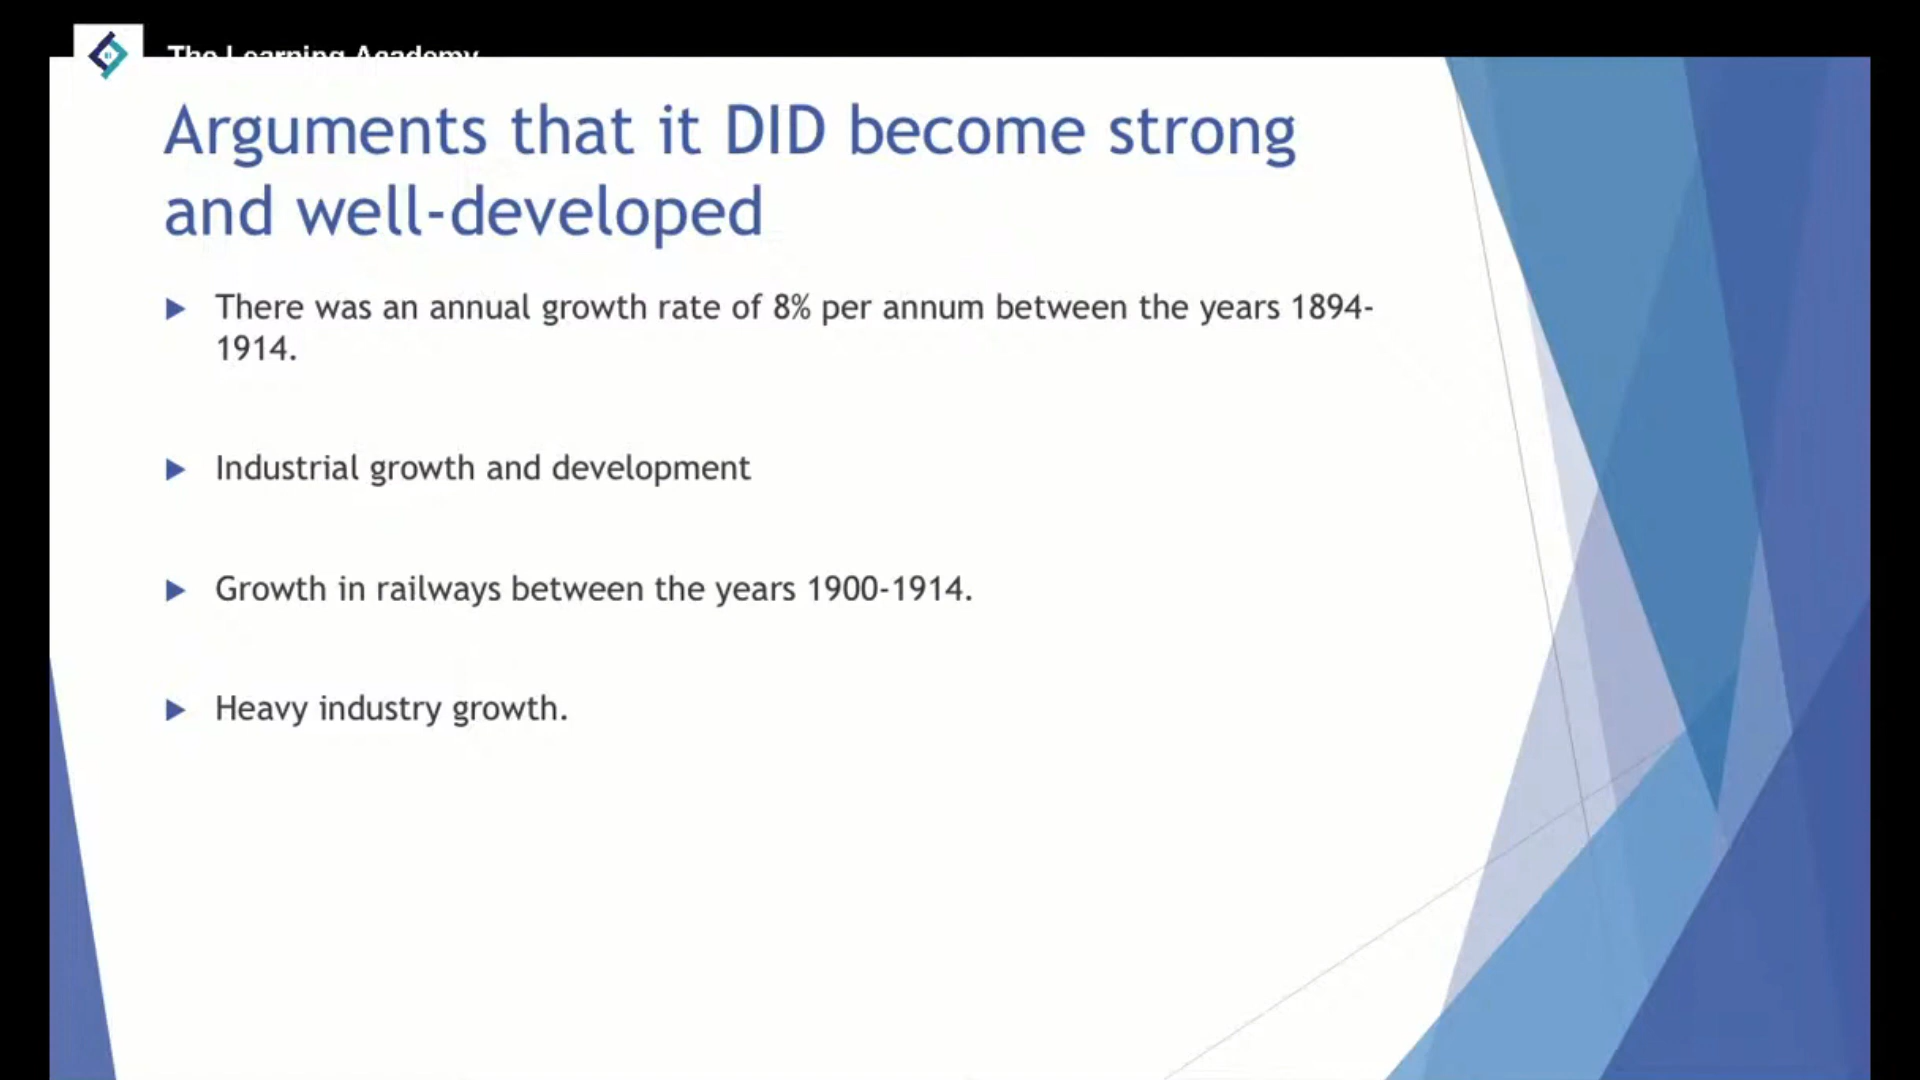 The Learning Academy
Arguments that it DID become strong
and well-developed
There was an annual growth rate of 8% per annum between the years 1894-
1914.
Industrial growth and development
Growth in railways between the years 1900-1914.
Heavy industry growth.